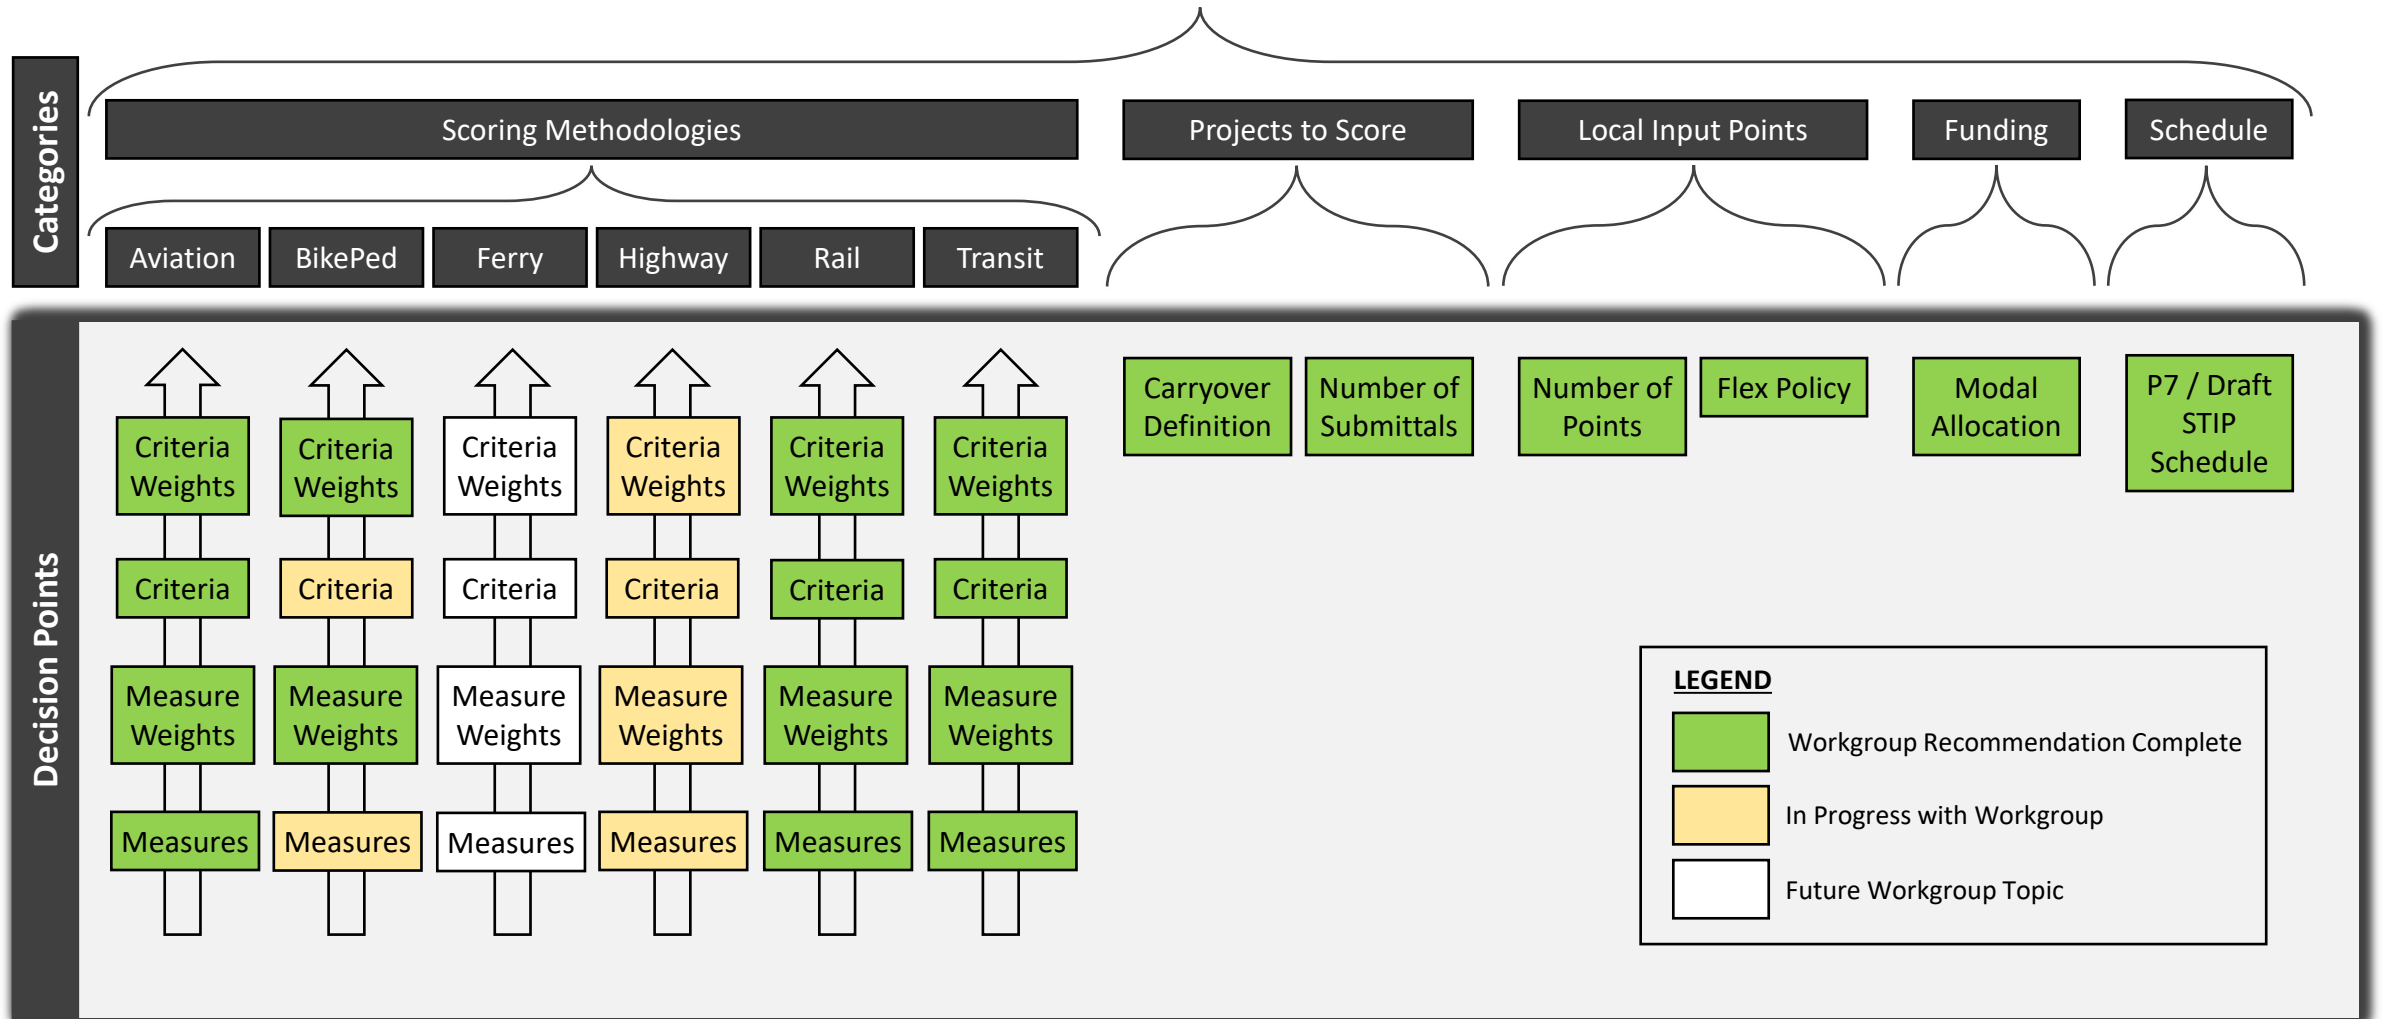 Categories
Scoring Methodologies
Projects to Score
Local Input Points
Funding
Schedule
Aviation
BikePed
Ferry
Highway
Rail
Transit
Decision Points
Criteria
Weights
Criteria
Weights
Criteria
Weights
Criteria
Weights
Criteria
Weights
Criteria
Weights
Criteria
Criteria
Criteria
Criteria
Criteria
Criteria
Measure
Weights
Measure
Weights
Measure
Weights
Measure
Weights
Measure
Weights
Measure
Weights
Measures
Measures
Measures
Measures
Measures
Measures
Carryover
Definition
Number of
Submittals
Number of
Points
Flex Policy
Modal
Allocation
P7 / Draft
STIP
Schedule
LEGEND
Workgroup Recommendation Complete
In Progress with Workgroup
Future Workgroup Topic